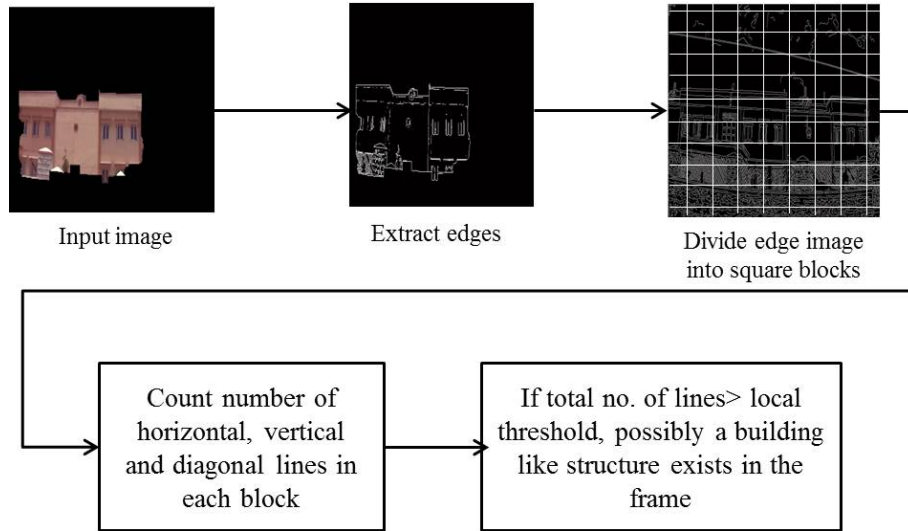 Input image
Extract edges
Divide edge image
into square blocks
Count number of
horizontal, vertical
and diagonal lines in
each block
If total no. of lines> local
threshold, possibly a building
like structure exists in the
frame